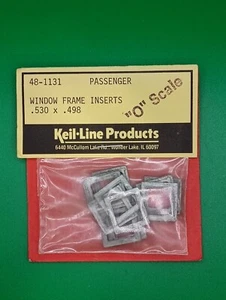 48-1131 PASSENGER
"O" Scale
WINDOW FRAME INSERTS
.530 x .498
Keil-Line Products
6440 McCullom Lake Rd., Wonder Lake, IL 60097